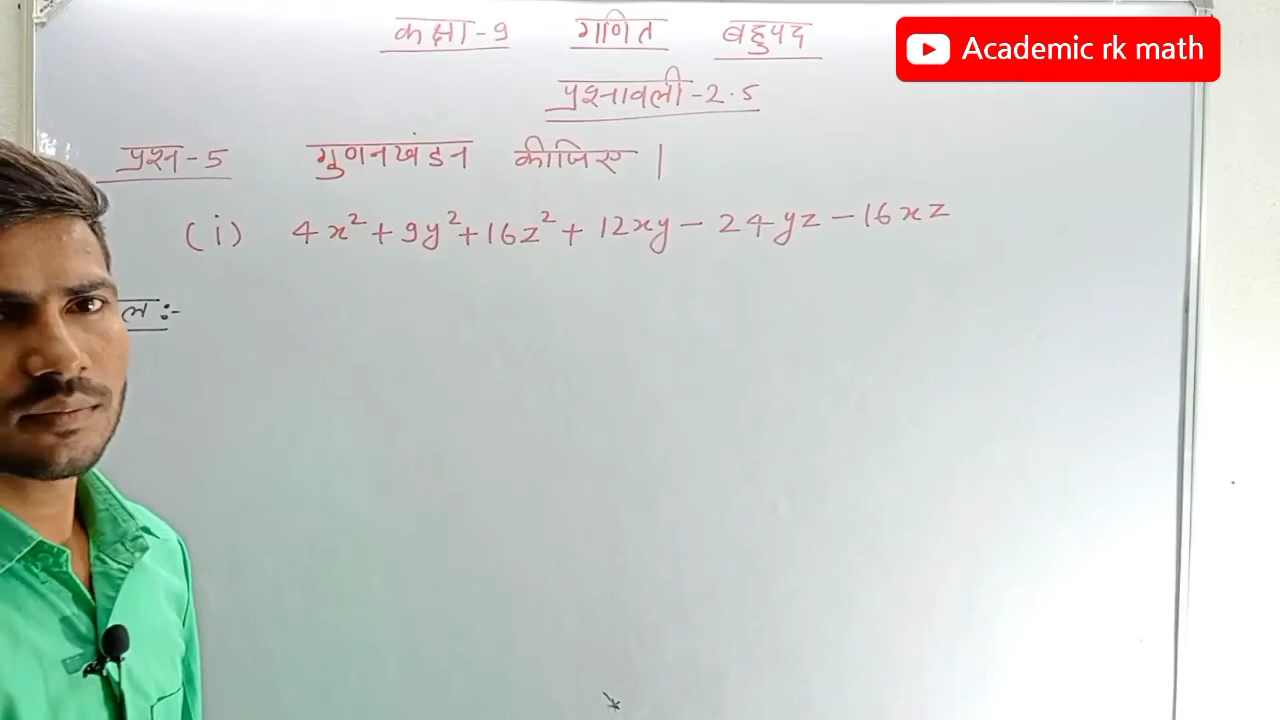 कक्षा-9 गणित बहुपद
Academic rk math
प्रश्नावली-2.5
प्रश्न-5 गुणनखंडन कीजिए |
(i) 4x²+9y²+16z²+12xy-24yz-16xz